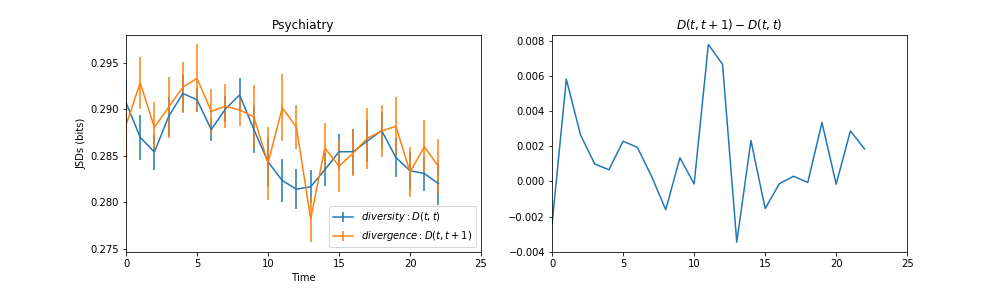 Psychiatry
JSDs (bits)
0.295
0.290
0.285
0.280
0.275
0 5 10 15 20 25
Time
diversity: D(t, t)
divergence: D(t, t+1)
D(t, t+1) − D(t, t)
0.008
0.006
0.004
0.002
0.000
−0.002
−0.004
0 5 10 15 20 25